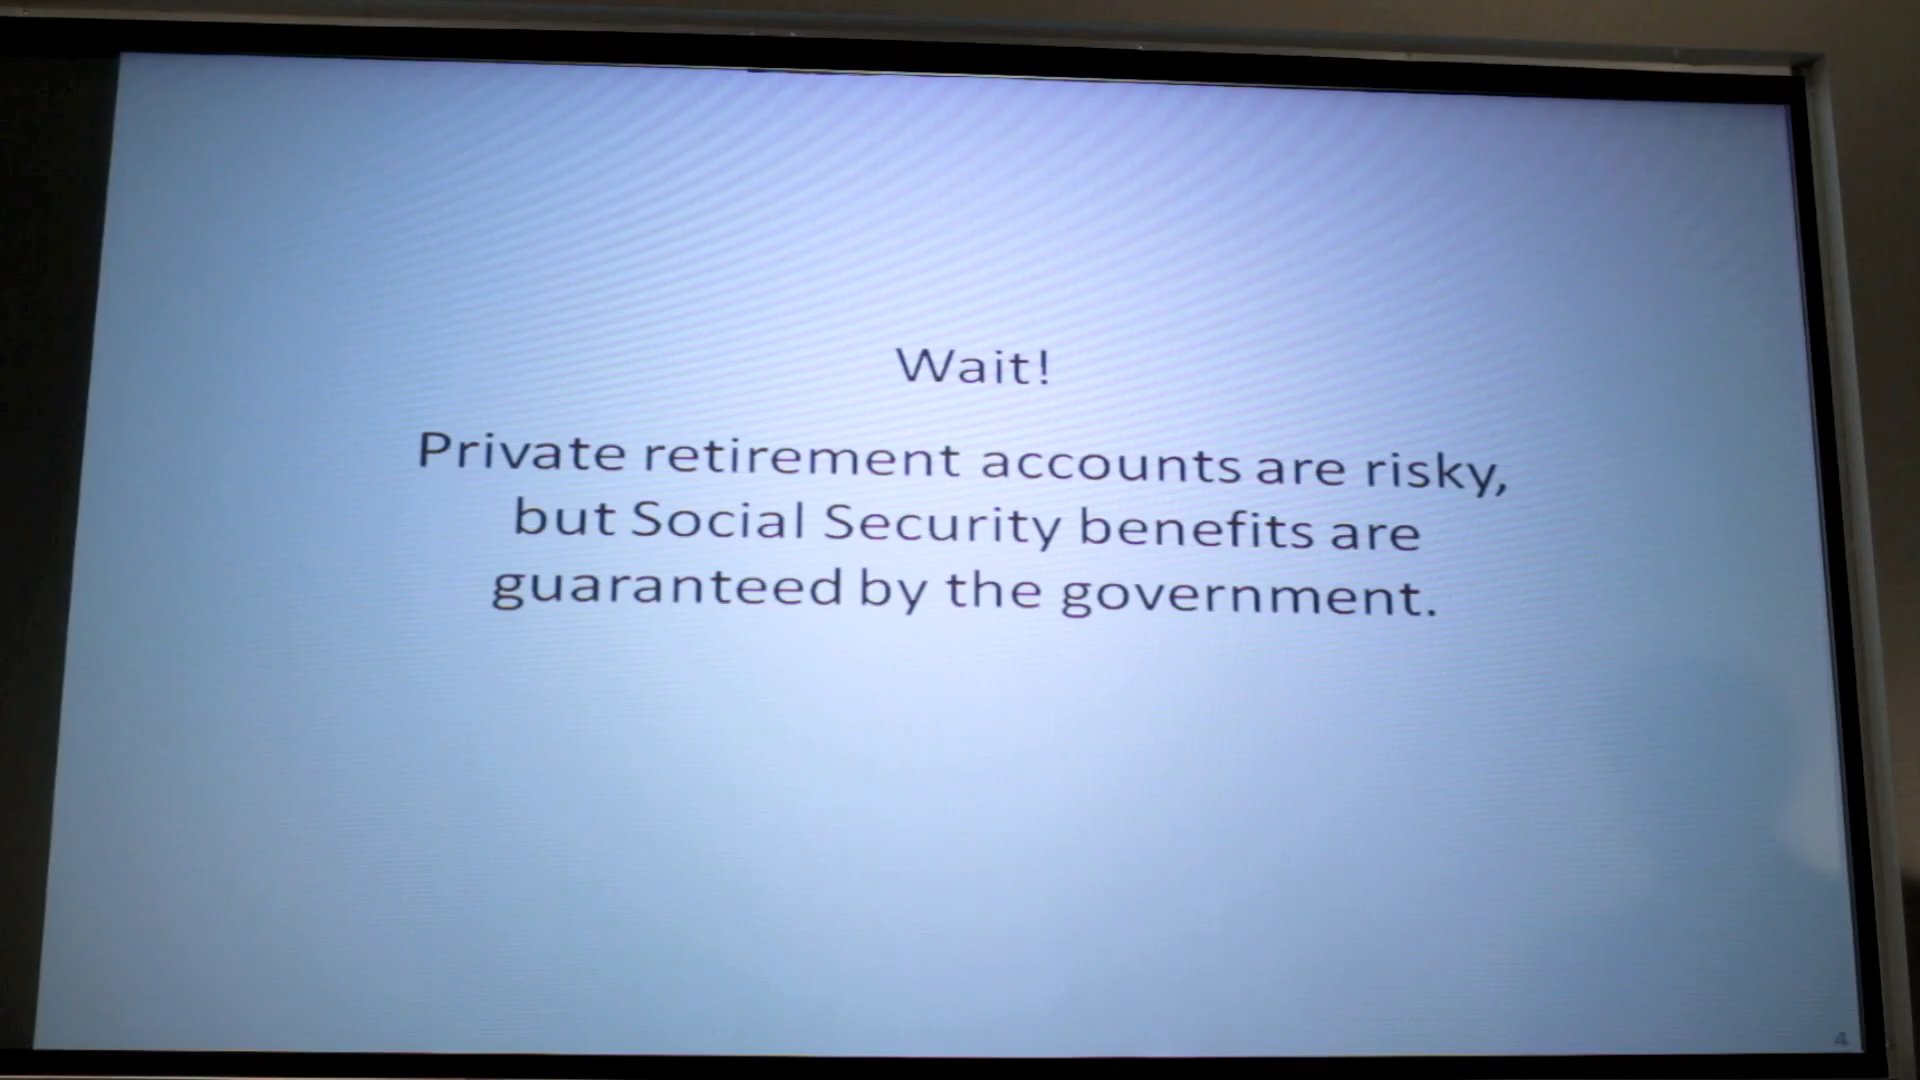 Wait!
Private retirement accounts are risky,
but Social Security benefits are
guaranteed by the government.
4